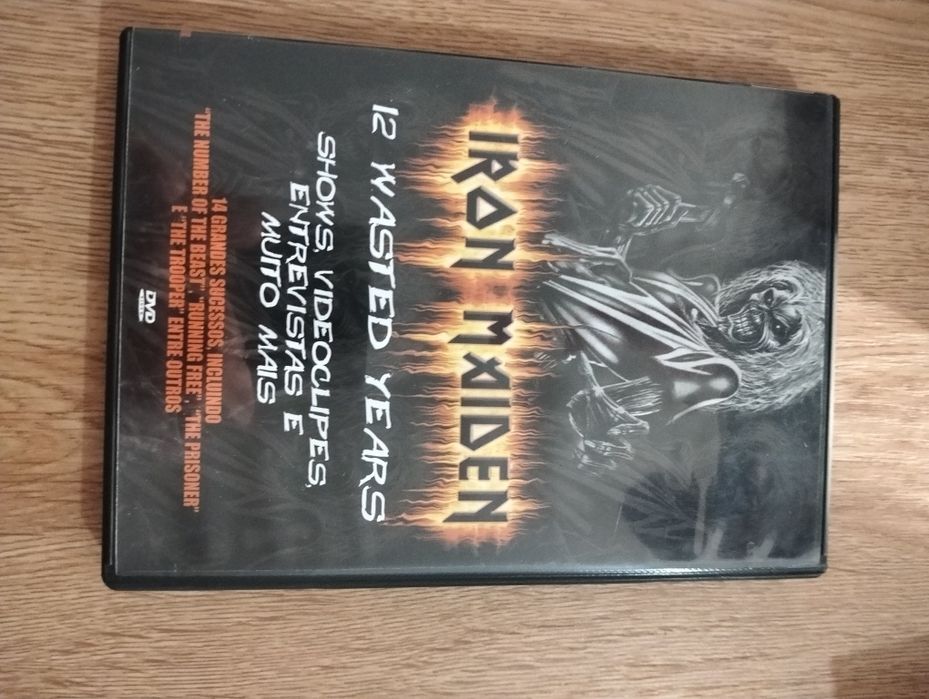 IRON MAIDEN
12 WASTED YEARS
SHOWS, VIDEOCLIPES,
ENTREVISTAS E
MUITO MAIS
14 GRANDES SUCESSOS, INCLUINDO
"THE NUMBER OF THE BEAST", "RUNNING FREE", "THE PRISONER"
E "THE TROOPER" ENTRE OUTROS
DVD